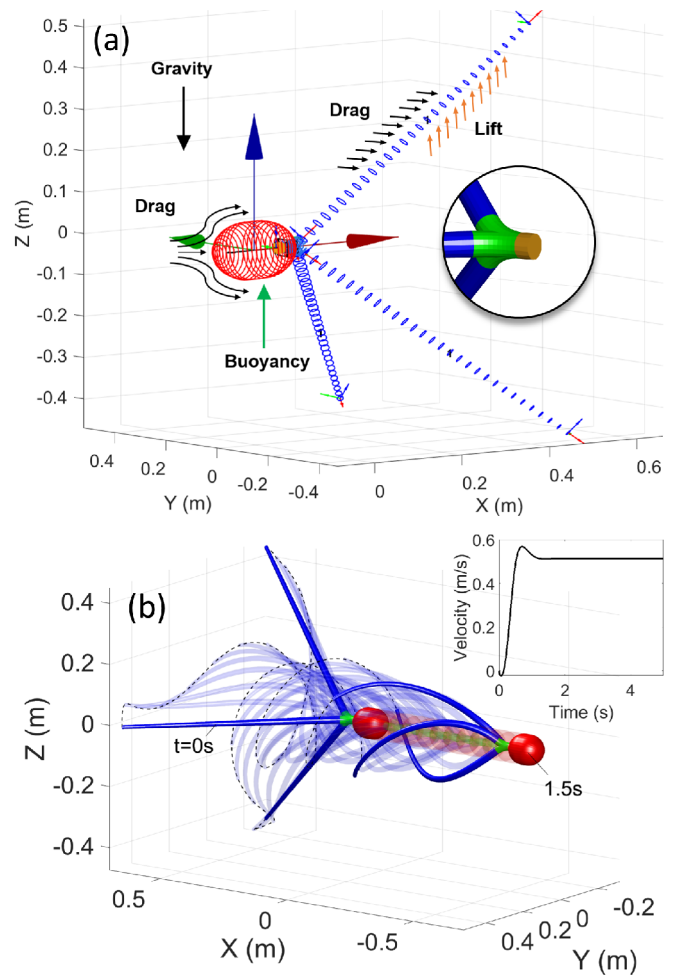 (a)
0.5
0.4
0.3
0.2
0.1
0
-0.1
-0.2
-0.3
-0.4
Z (m)
Gravity
Drag
Lift
Drag
Buoyancy
0.4
0.2
0
-0.2
-0.4
Y (m)
0
0.2
0.4
0.6
X (m)
(b)
0.4
0.2
0
-0.2
-0.4
Z (m)
t=0s
1.5s
0.6
0.4
0.2
0
Velocity (m/s)
0
2
4
Time (s)
0.5
0
-0.5
X (m)
0.4
0.2
0
-0.2
Y (m)